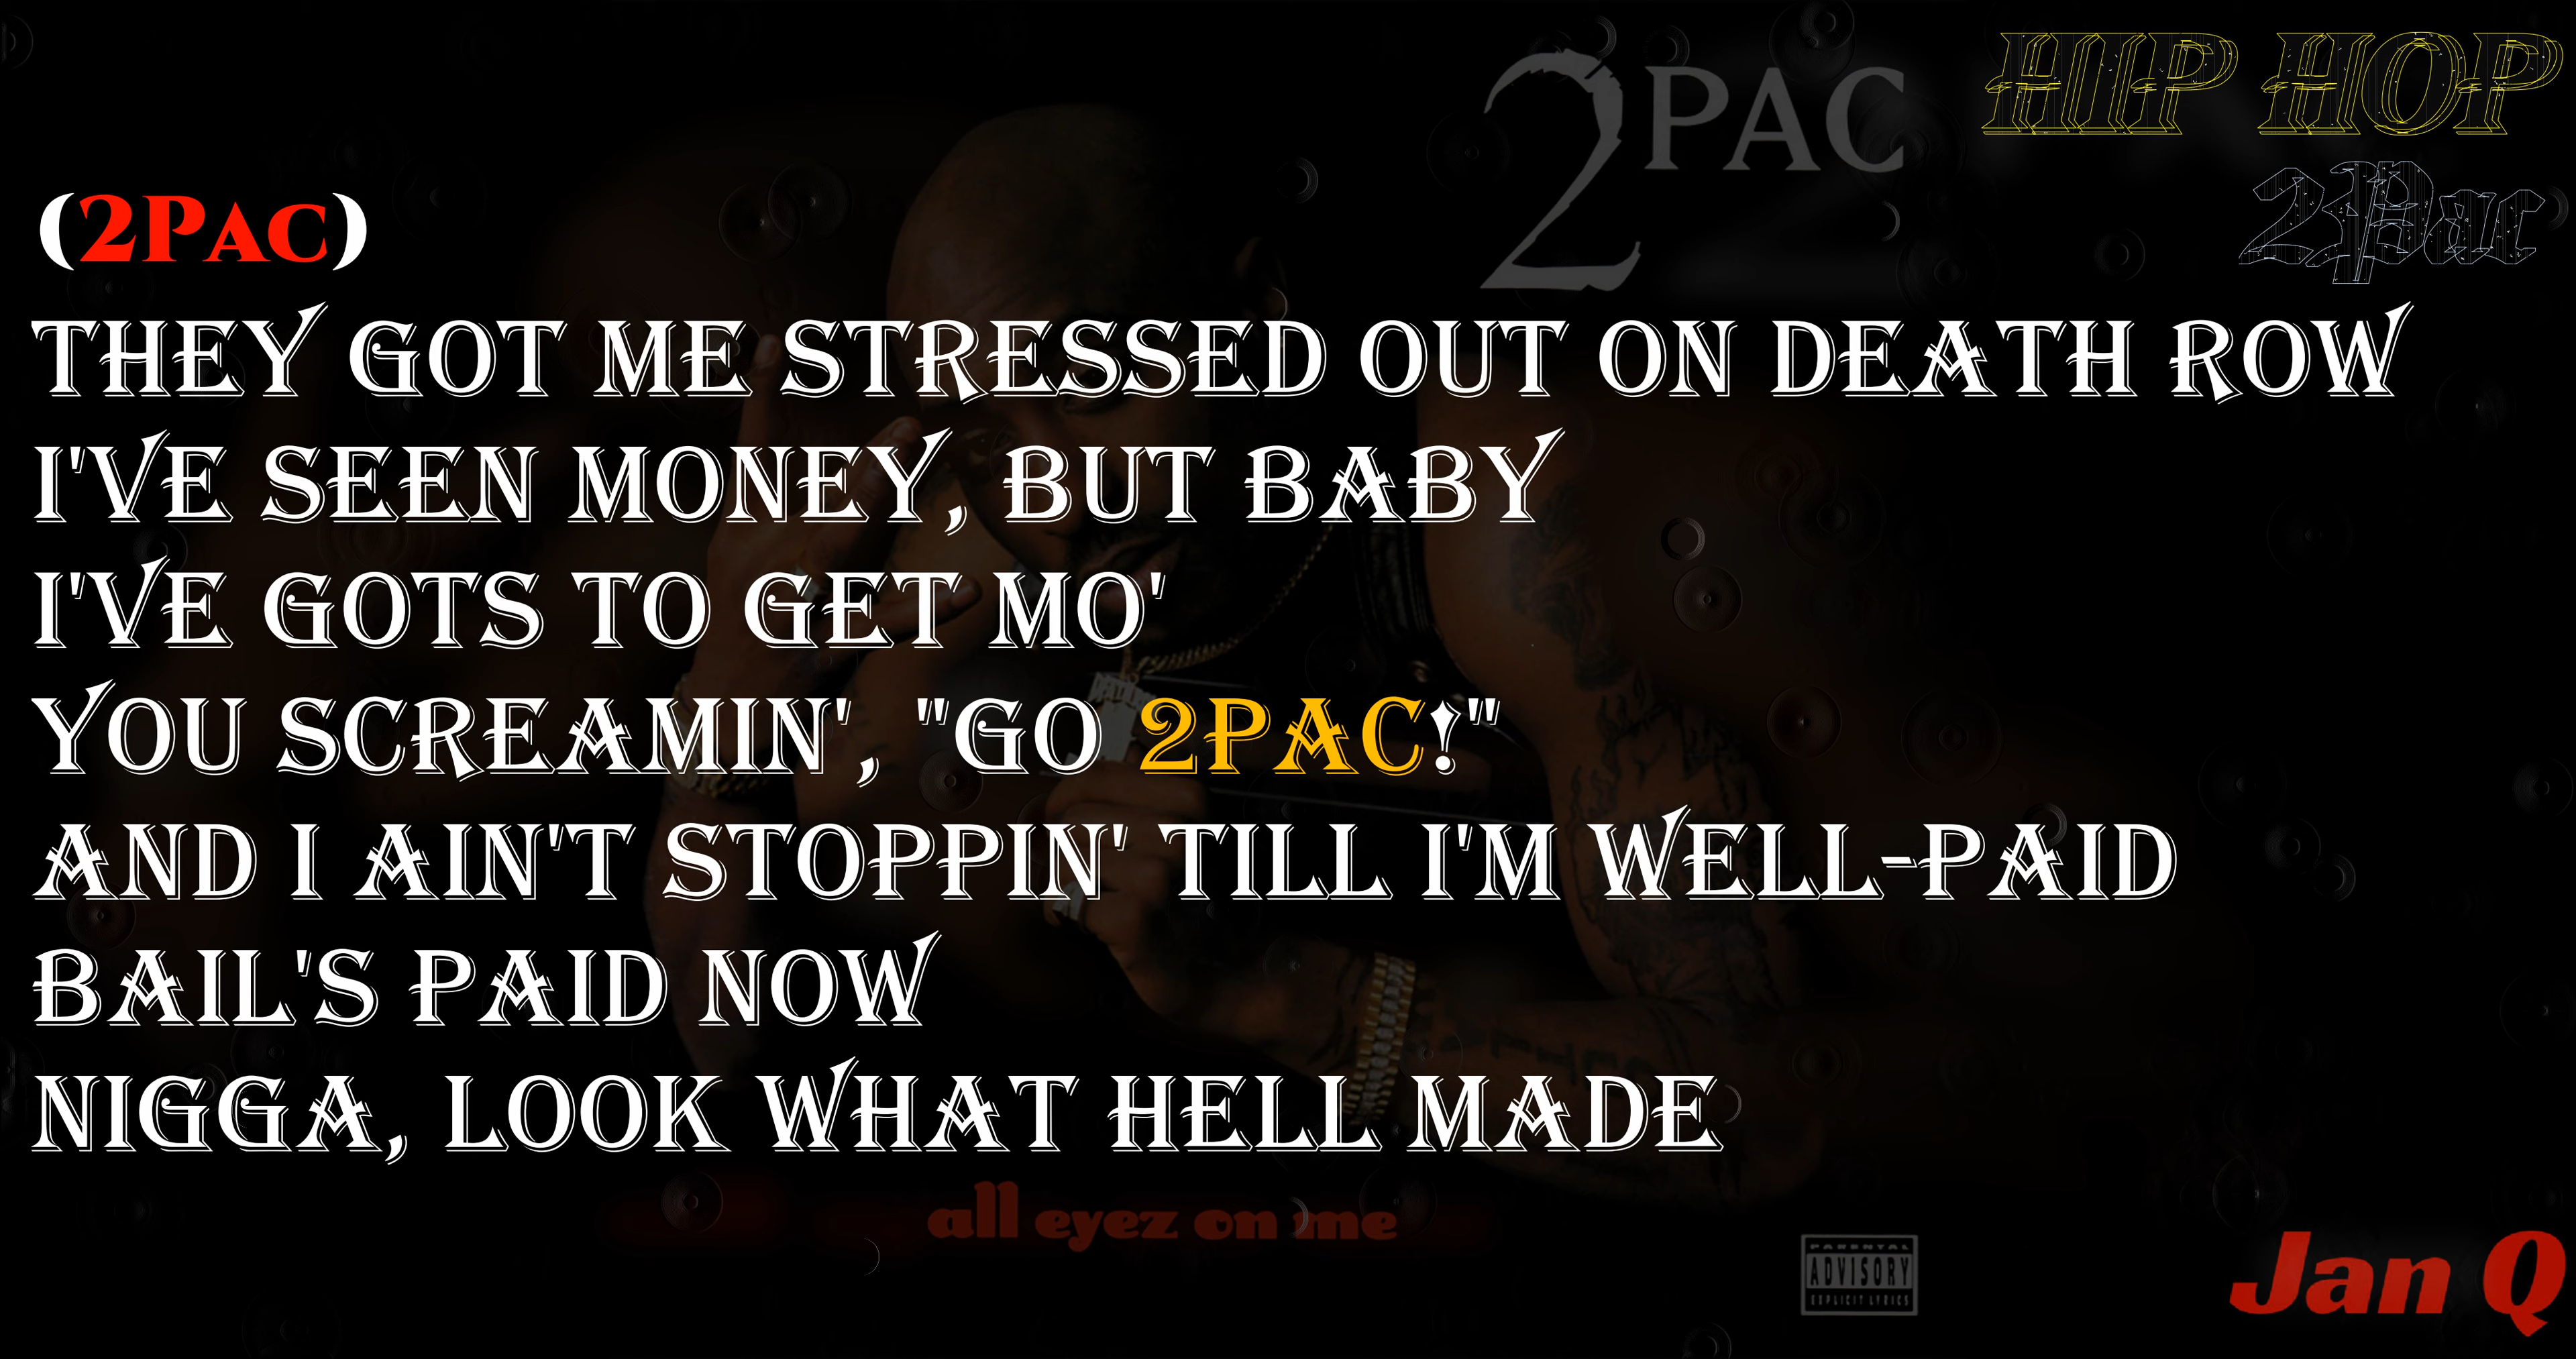 2PAC
HIP HOP
2Pac
(2PAC)
THEY GOT ME STRESSED OUT ON DEATH ROW
I'VE SEEN MONEY, BUT BABY
I'VE GOTS TO GET MO'
YOU SCREAMIN', "GO 2PAC!"
AND I AIN'T STOPPIN' TILL I'M WELL-PAID
BAIL'S PAID NOW
NIGGA, LOOK WHAT HELL MADE
all eyez on me
PARENTAL
ADVISORY
EXPLICIT LYRICS
Jan Q